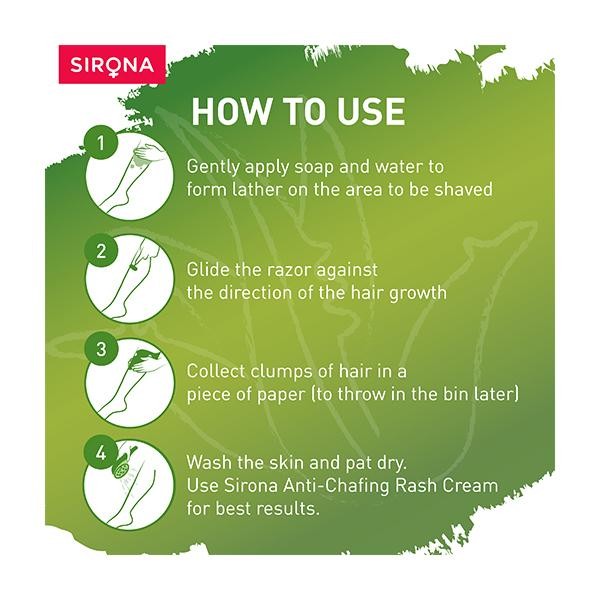 SIRONA
HOW TO USE
1
Gently apply soap and water to
form lather on the area to be shaved
2
Glide the razor against
the direction of the hair growth
3
Collect clumps of hair in a
piece of paper (to throw in the bin later)
4
Wash the skin and pat dry.
Use Sirona Anti-Chafing Rash Cream
for best results.